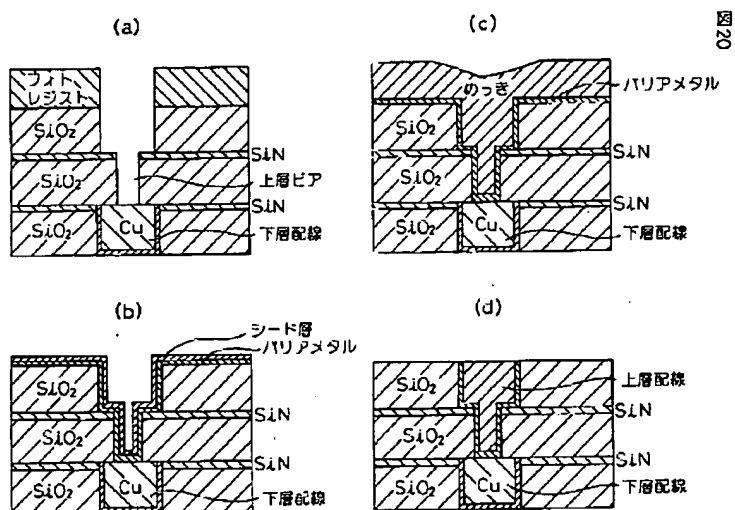 図20
(a)
フォト
レジスト
SiO₂
SiN
SiO₂
上層ビア
SiN
SiO₂
Cu
下層配線
(b)
シード層
バリアメタル
SiO₂
SiN
SiO₂
SiN
Cu
下層配線
(c)
めっき
バリアメタル
SiO₂
SiN
SiO₂
SiN
SiO₂
Cu
下層配線
(d)
SiO₂
上層配線
SiN
SiO₂
SiN
Cu
下層配線